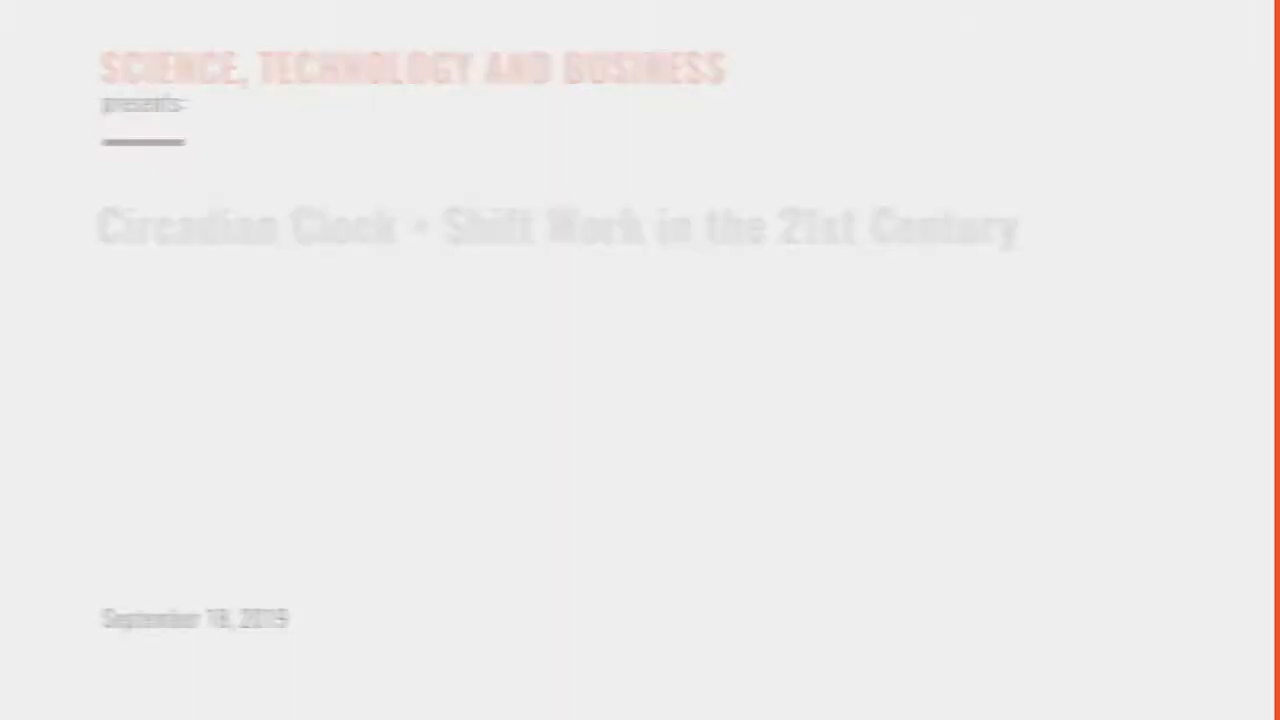 SCIENCE, TECHNOLOGY AND BUSINESS
presents:
Circadian Clock • Shift Work in the 21st Century
September